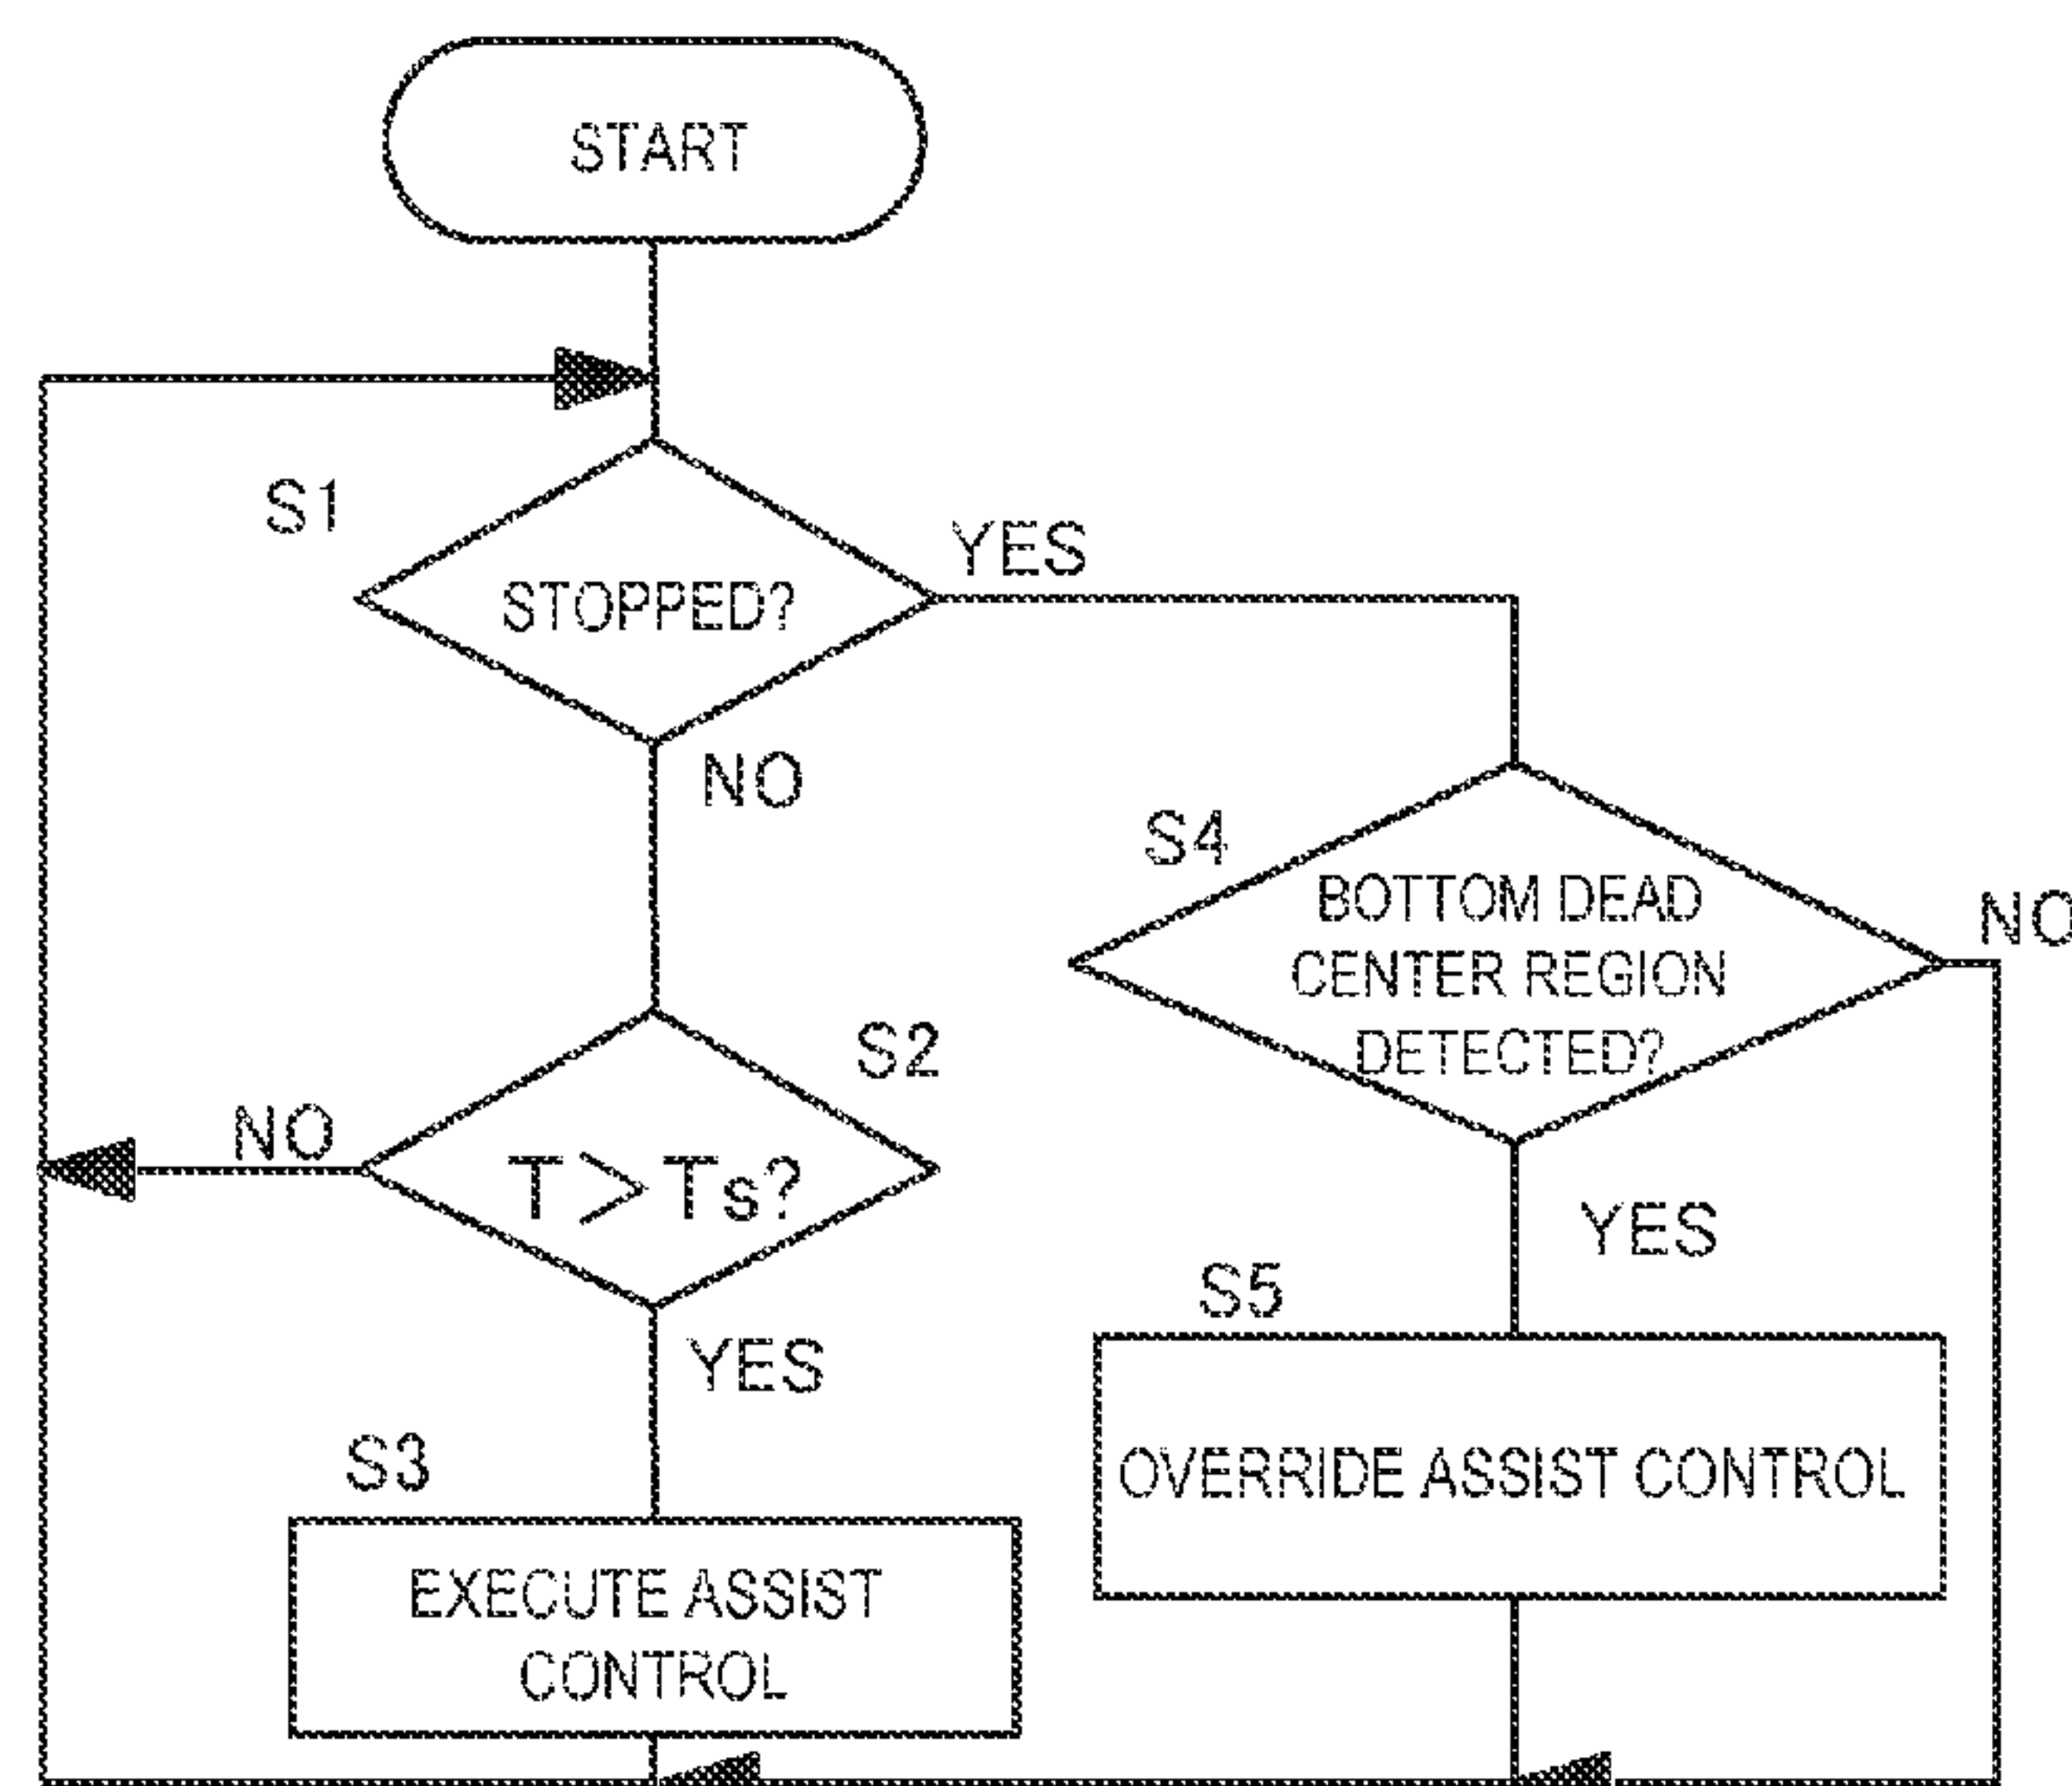 START
S1
STOPPED?
YES
NO
S4
BOTTOM DEAD
CENTER REGION
DETECTED?
NO
S2
T>Ts?
NO
YES
YES
S5
OVERRIDE ASSIST CONTROL
S3
EXECUTE ASSIST
CONTROL